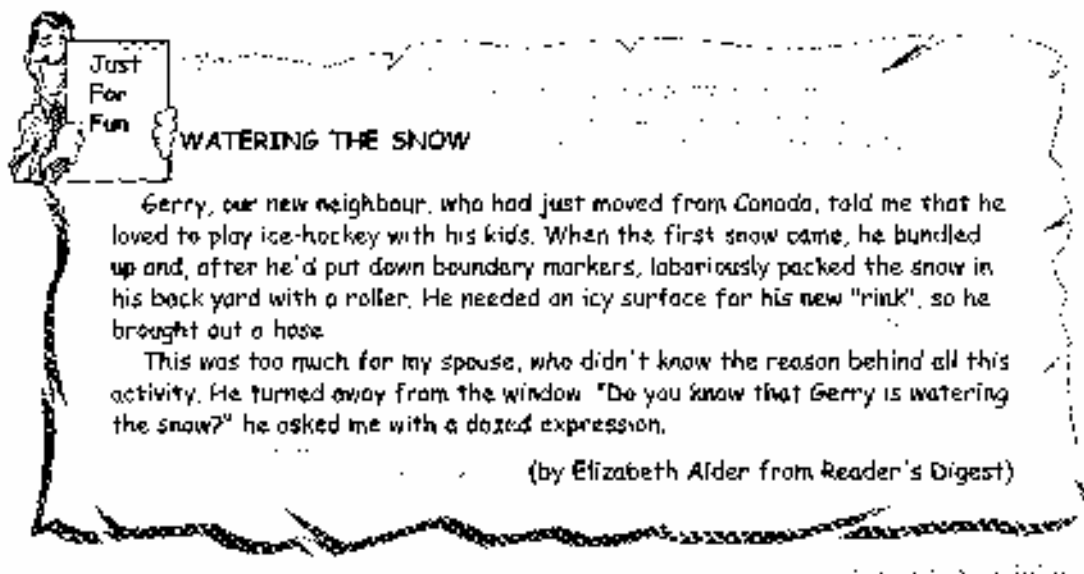 Just
For
Fun
WATERING THE SNOW
Gerry, our new neighbour, who had just moved from Canada, told me that he
loved to play ice-hockey with his kids. When the first snow came, he bundled
up and, after he'd put down boundary markers, laboriously packed the snow in
his back yard with a roller. He needed an icy surface for his new "rink", so he
brought out a hose
This was too much for my spouse, who didn't know the reason behind all this
activity. He turned away from the window "Do you know that Gerry is watering
the snow?" he asked me with a dazed expression.
(by Elizabeth Alder from Reader's Digest)